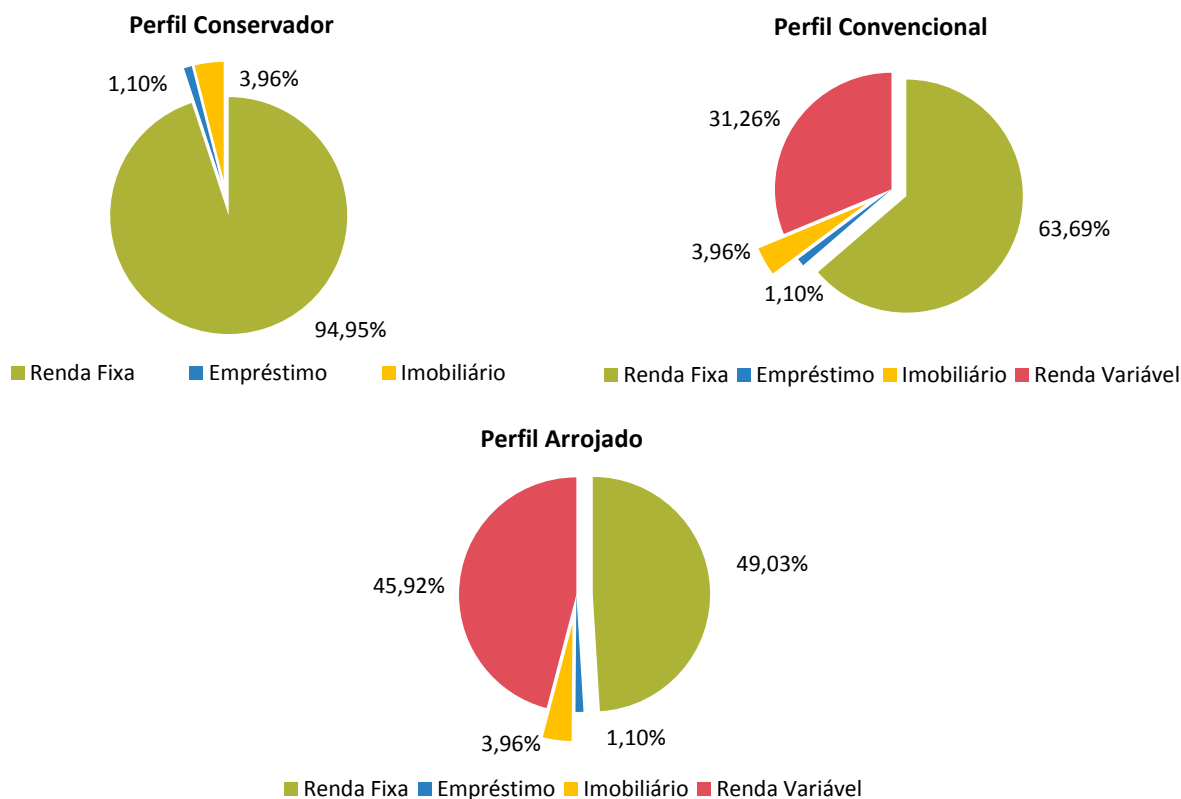 Perfil Conservador
1,10%
3,96%
94,95%
Renda Fixa Empréstimo Imobiliário
Perfil Convencional
31,26%
63,69%
3,96%
1,10%
Renda Fixa Empréstimo Imobiliário Renda Variável
Perfil Arrojado
45,92%
49,03%
3,96%
1,10%
Renda Fixa Empréstimo Imobiliário Renda Variável